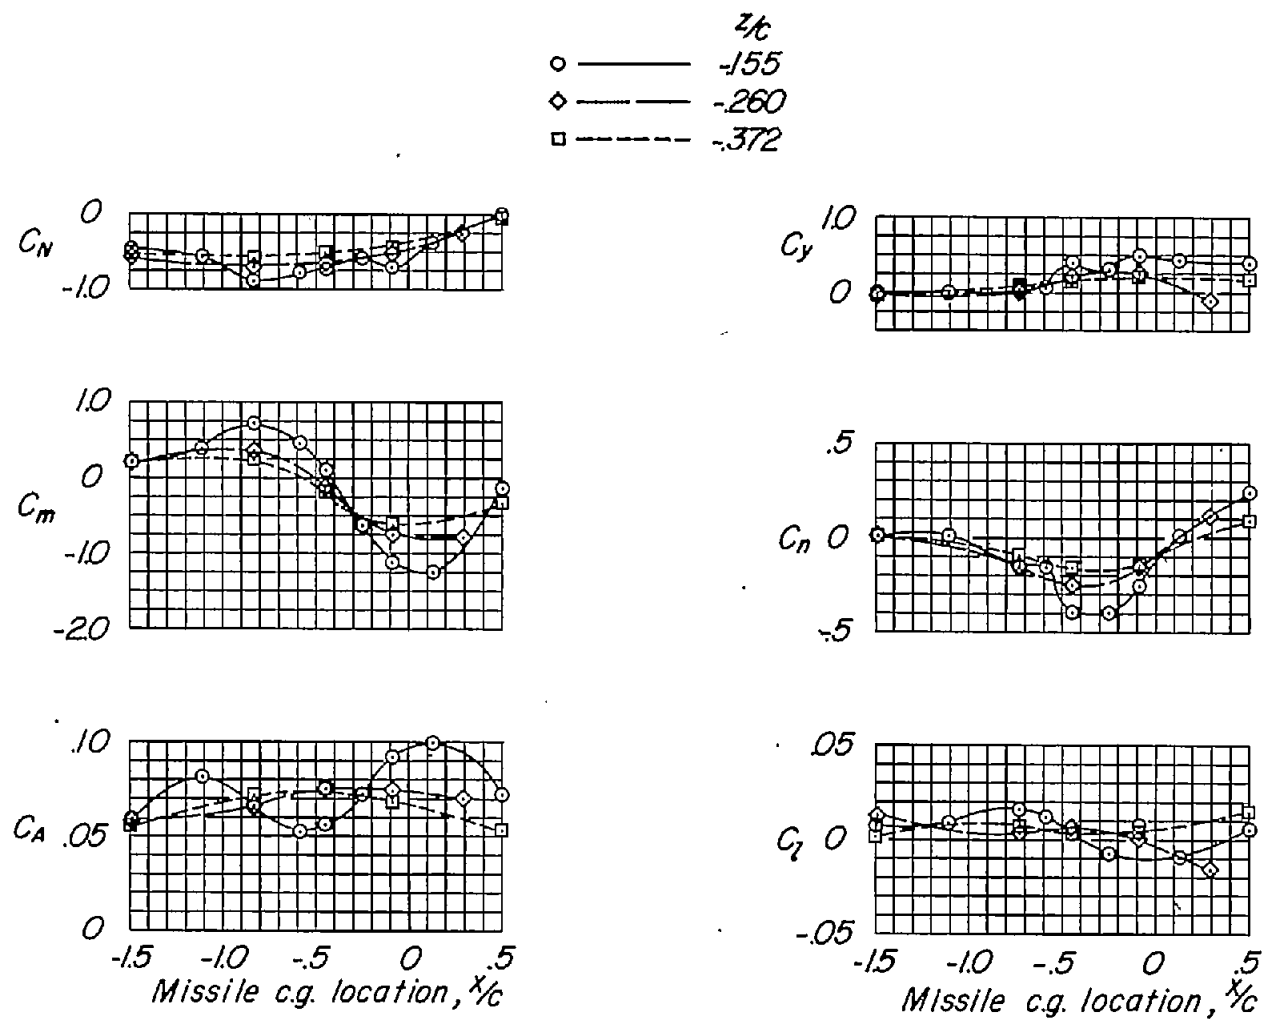 z/c
-.155
-.260
-.372
0
C_N
-1.0
1.0
0
C_m
-1.0
-2.0
.10
C_A .05
0
-1.5 -1.0 -.5 0 .5
Missile c.g. location, x/c
1.0
C_y
0
.5
C_n 0
-.5
.05
C_l 0
-.05
-1.5 -1.0 -.5 0 .5
Missile c.g. location, x/c